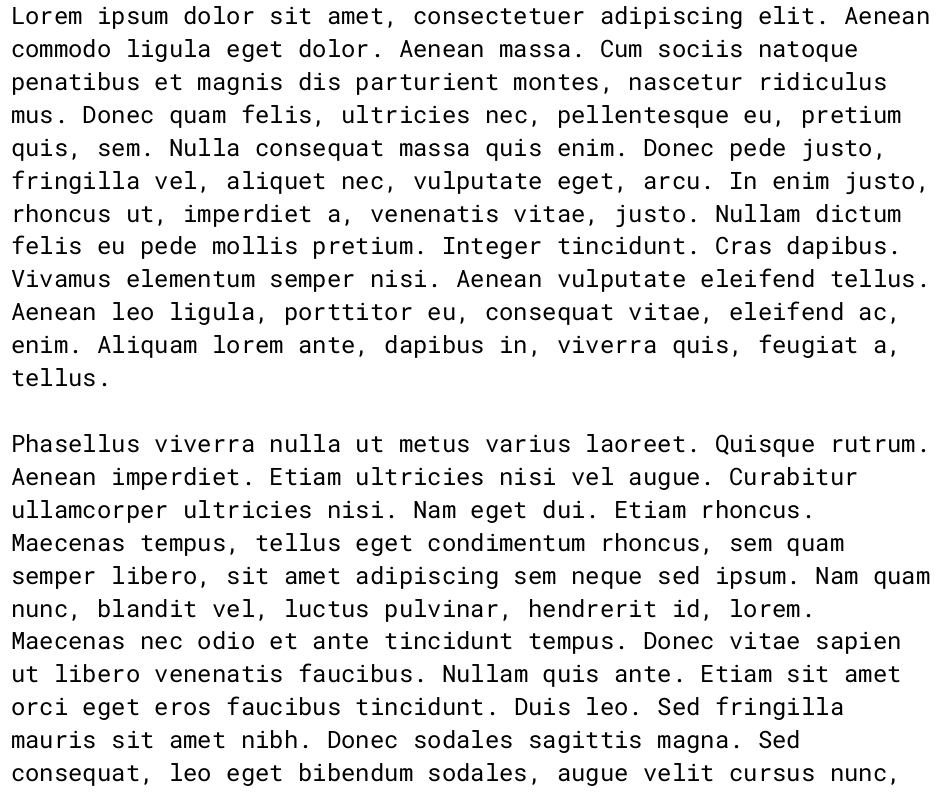 Lorem ipsum dolor sit amet, consectetuer adipiscing elit. Aenean
commodo ligula eget dolor. Aenean massa. Cum sociis natoque
penatibus et magnis dis parturient montes, nascetur ridiculus
mus. Donec quam felis, ultricies nec, pellentesque eu, pretium
quis, sem. Nulla consequat massa quis enim. Donec pede justo,
fringilla vel, aliquet nec, vulputate eget, arcu. In enim justo,
rhoncus ut, imperdiet a, venenatis vitae, justo. Nullam dictum
felis eu pede mollis pretium. Integer tincidunt. Cras dapibus.
Vivamus elementum semper nisi. Aenean vulputate eleifend tellus.
Aenean leo ligula, porttitor eu, consequat vitae, eleifend ac,
enim. Aliquam lorem ante, dapibus in, viverra quis, feugiat a,
tellus.

Phasellus viverra nulla ut metus varius laoreet. Quisque rutrum.
Aenean imperdiet. Etiam ultricies nisi vel augue. Curabitur
ullamcorper ultricies nisi. Nam eget dui. Etiam rhoncus.
Maecenas tempus, tellus eget condimentum rhoncus, sem quam
semper libero, sit amet adipiscing sem neque sed ipsum. Nam quam
nunc, blandit vel, luctus pulvinar, hendrerit id, lorem.
Maecenas nec odio et ante tincidunt tempus. Donec vitae sapien
ut libero venenatis faucibus. Nullam quis ante. Etiam sit amet
orci eget eros faucibus tincidunt. Duis leo. Sed fringilla
mauris sit amet nibh. Donec sodales sagittis magna. Sed
consequat, leo eget bibendum sodales, augue velit cursus nunc,